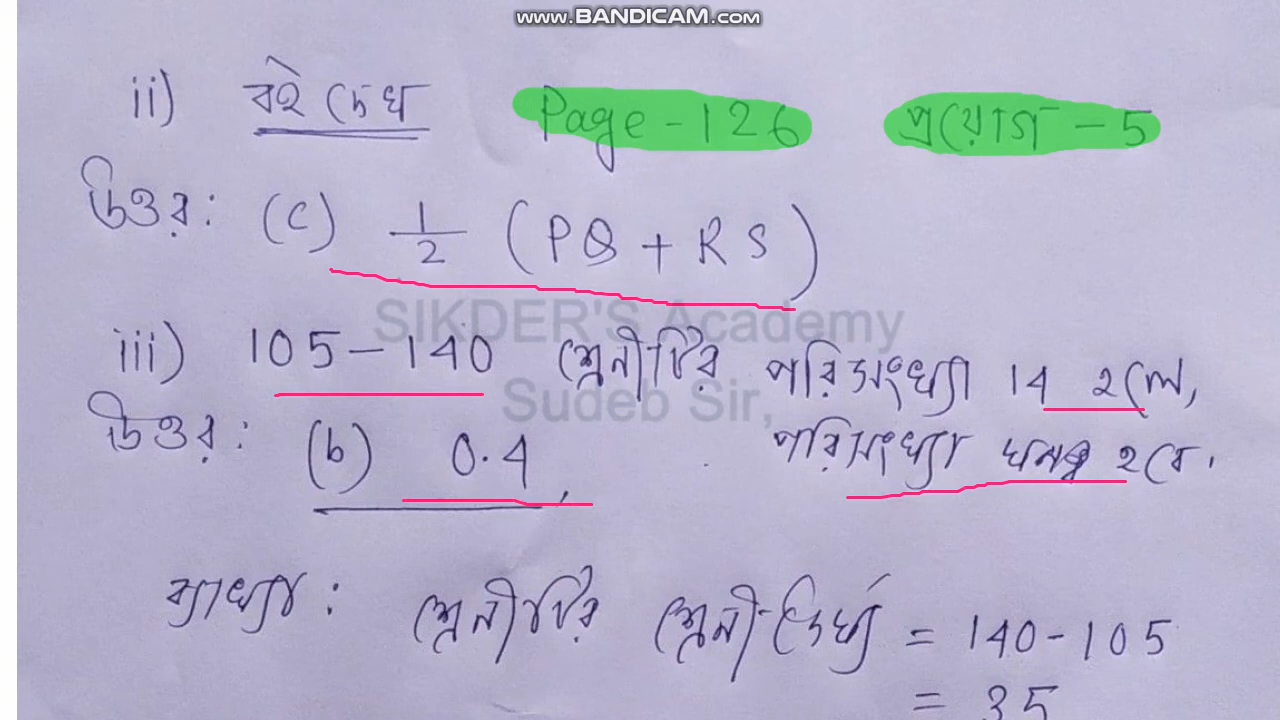 www.BANDICAM.com
ii) বই দেখ Page - 126 প্রয়োগ - 5
উত্তর: (c) 1/2 (PQ + RS)
SIKDER'S Academy
iii) 105 - 140 শ্রেনীটির পরিসংখ্যা 14 হলে,
Sudeb Sir,
উত্তর: (b) 0.4, পরিসংখ্যা ঘনত্ব হবে.
ব্যাখ্যা: শ্রেনীটির শ্রেনী-দৈর্ঘ্য = 140 - 105
= 35